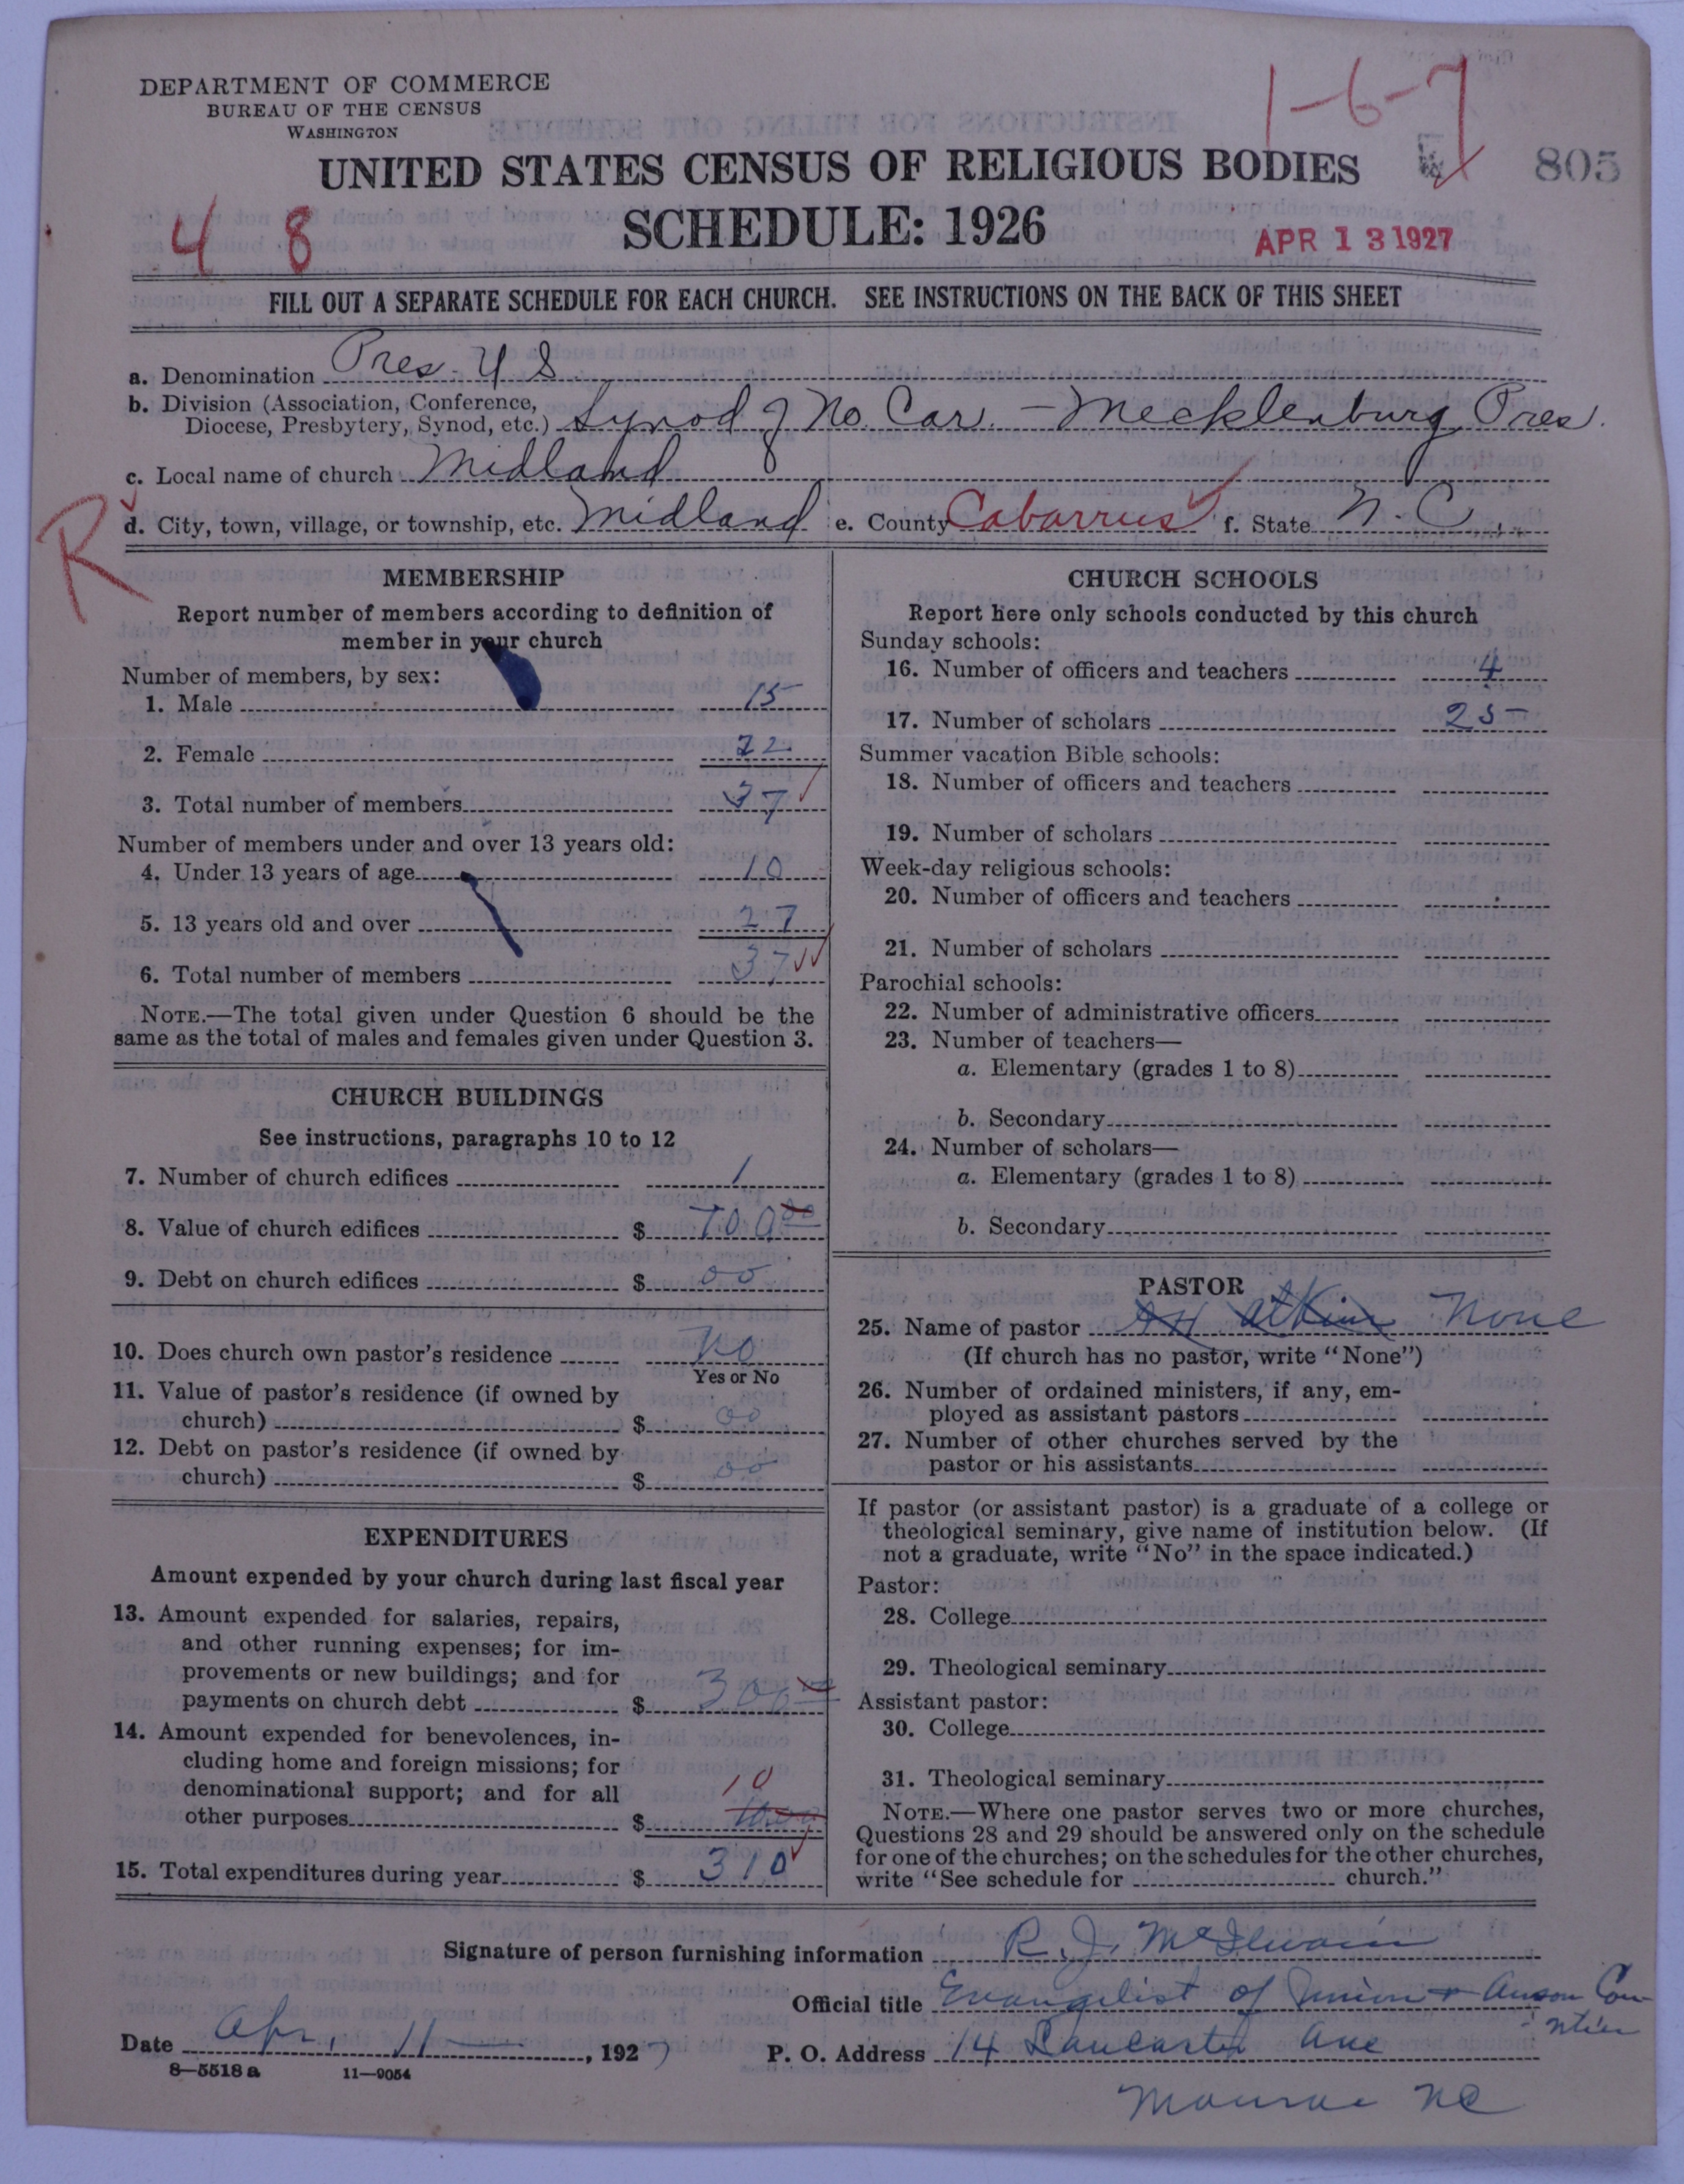 DEPARTMENT OF COMMERCE
BUREAU OF THE CENSUS
WASHINGTON
1-6-7
805
UNITED STATES CENSUS OF RELIGIOUS BODIES
SCHEDULE: 1926
4 8
APR 13 1927
FILL OUT A SEPARATE SCHEDULE FOR EACH CHURCH. SEE INSTRUCTIONS ON THE BACK OF THIS SHEET
a. Denomination Pres. U S
b. Division (Association, Conference,
Diocese, Presbytery, Synod, etc.) Synod of No. Car. - Mecklenburg Pres.
c. Local name of church Midland
R
d. City, town, village, or township, etc. Midland e. County Cabarrus f. State N.C.
MEMBERSHIP
Report number of members according to definition of
member in your church
Number of members, by sex:
1. Male 15
2. Female 22
3. Total number of members 37
Number of members under and over 13 years old:
4. Under 13 years of age 10
5. 13 years old and over 27
6. Total number of members 37
NOTE.—The total given under Question 6 should be the
same as the total of males and females given under Question 3.
CHURCH BUILDINGS
See instructions, paragraphs 10 to 12
7. Number of church edifices 1
8. Value of church edifices $ 700 00
9. Debt on church edifices $ 00
10. Does church own pastor's residence No
Yes or No
11. Value of pastor's residence (if owned by
church) $ 00
12. Debt on pastor's residence (if owned by
church) $ 00
EXPENDITURES
Amount expended by your church during last fiscal year
13. Amount expended for salaries, repairs,
and other running expenses; for im-
provements or new buildings; and for
payments on church debt $ 300
14. Amount expended for benevolences, in-
cluding home and foreign missions; for
denominational support; and for all
10
other purposes $
15. Total expenditures during year $ 310
CHURCH SCHOOLS
Report here only schools conducted by this church
Sunday schools:
16. Number of officers and teachers 4
17. Number of scholars 25
Summer vacation Bible schools:
18. Number of officers and teachers
19. Number of scholars
Week-day religious schools:
20. Number of officers and teachers
21. Number of scholars
Parochial schools:
22. Number of administrative officers
23. Number of teachers—
a. Elementary (grades 1 to 8)
b. Secondary
24. Number of scholars—
a. Elementary (grades 1 to 8)
b. Secondary
PASTOR
25. Name of pastor Atkins None
(If church has no pastor, write "None")
26. Number of ordained ministers, if any, em-
ployed as assistant pastors
27. Number of other churches served by the
pastor or his assistants
If pastor (or assistant pastor) is a graduate of a college or
theological seminary, give name of institution below. (If
not a graduate, write "No" in the space indicated.)
Pastor:
28. College
29. Theological seminary
Assistant pastor:
30. College
31. Theological seminary
NOTE.—Where one pastor serves two or more churches,
Questions 28 and 29 should be answered only on the schedule
for one of the churches; on the schedules for the other churches,
write "See schedule for church."
Signature of person furnishing information R. J. McIlwain
Official title Evangelist of Union + Anson Coun
nties
Date Apr. 11, 1927
P. O. Address 14 Lancaster Ave
Monroe NC
8—5518 a 11—9054